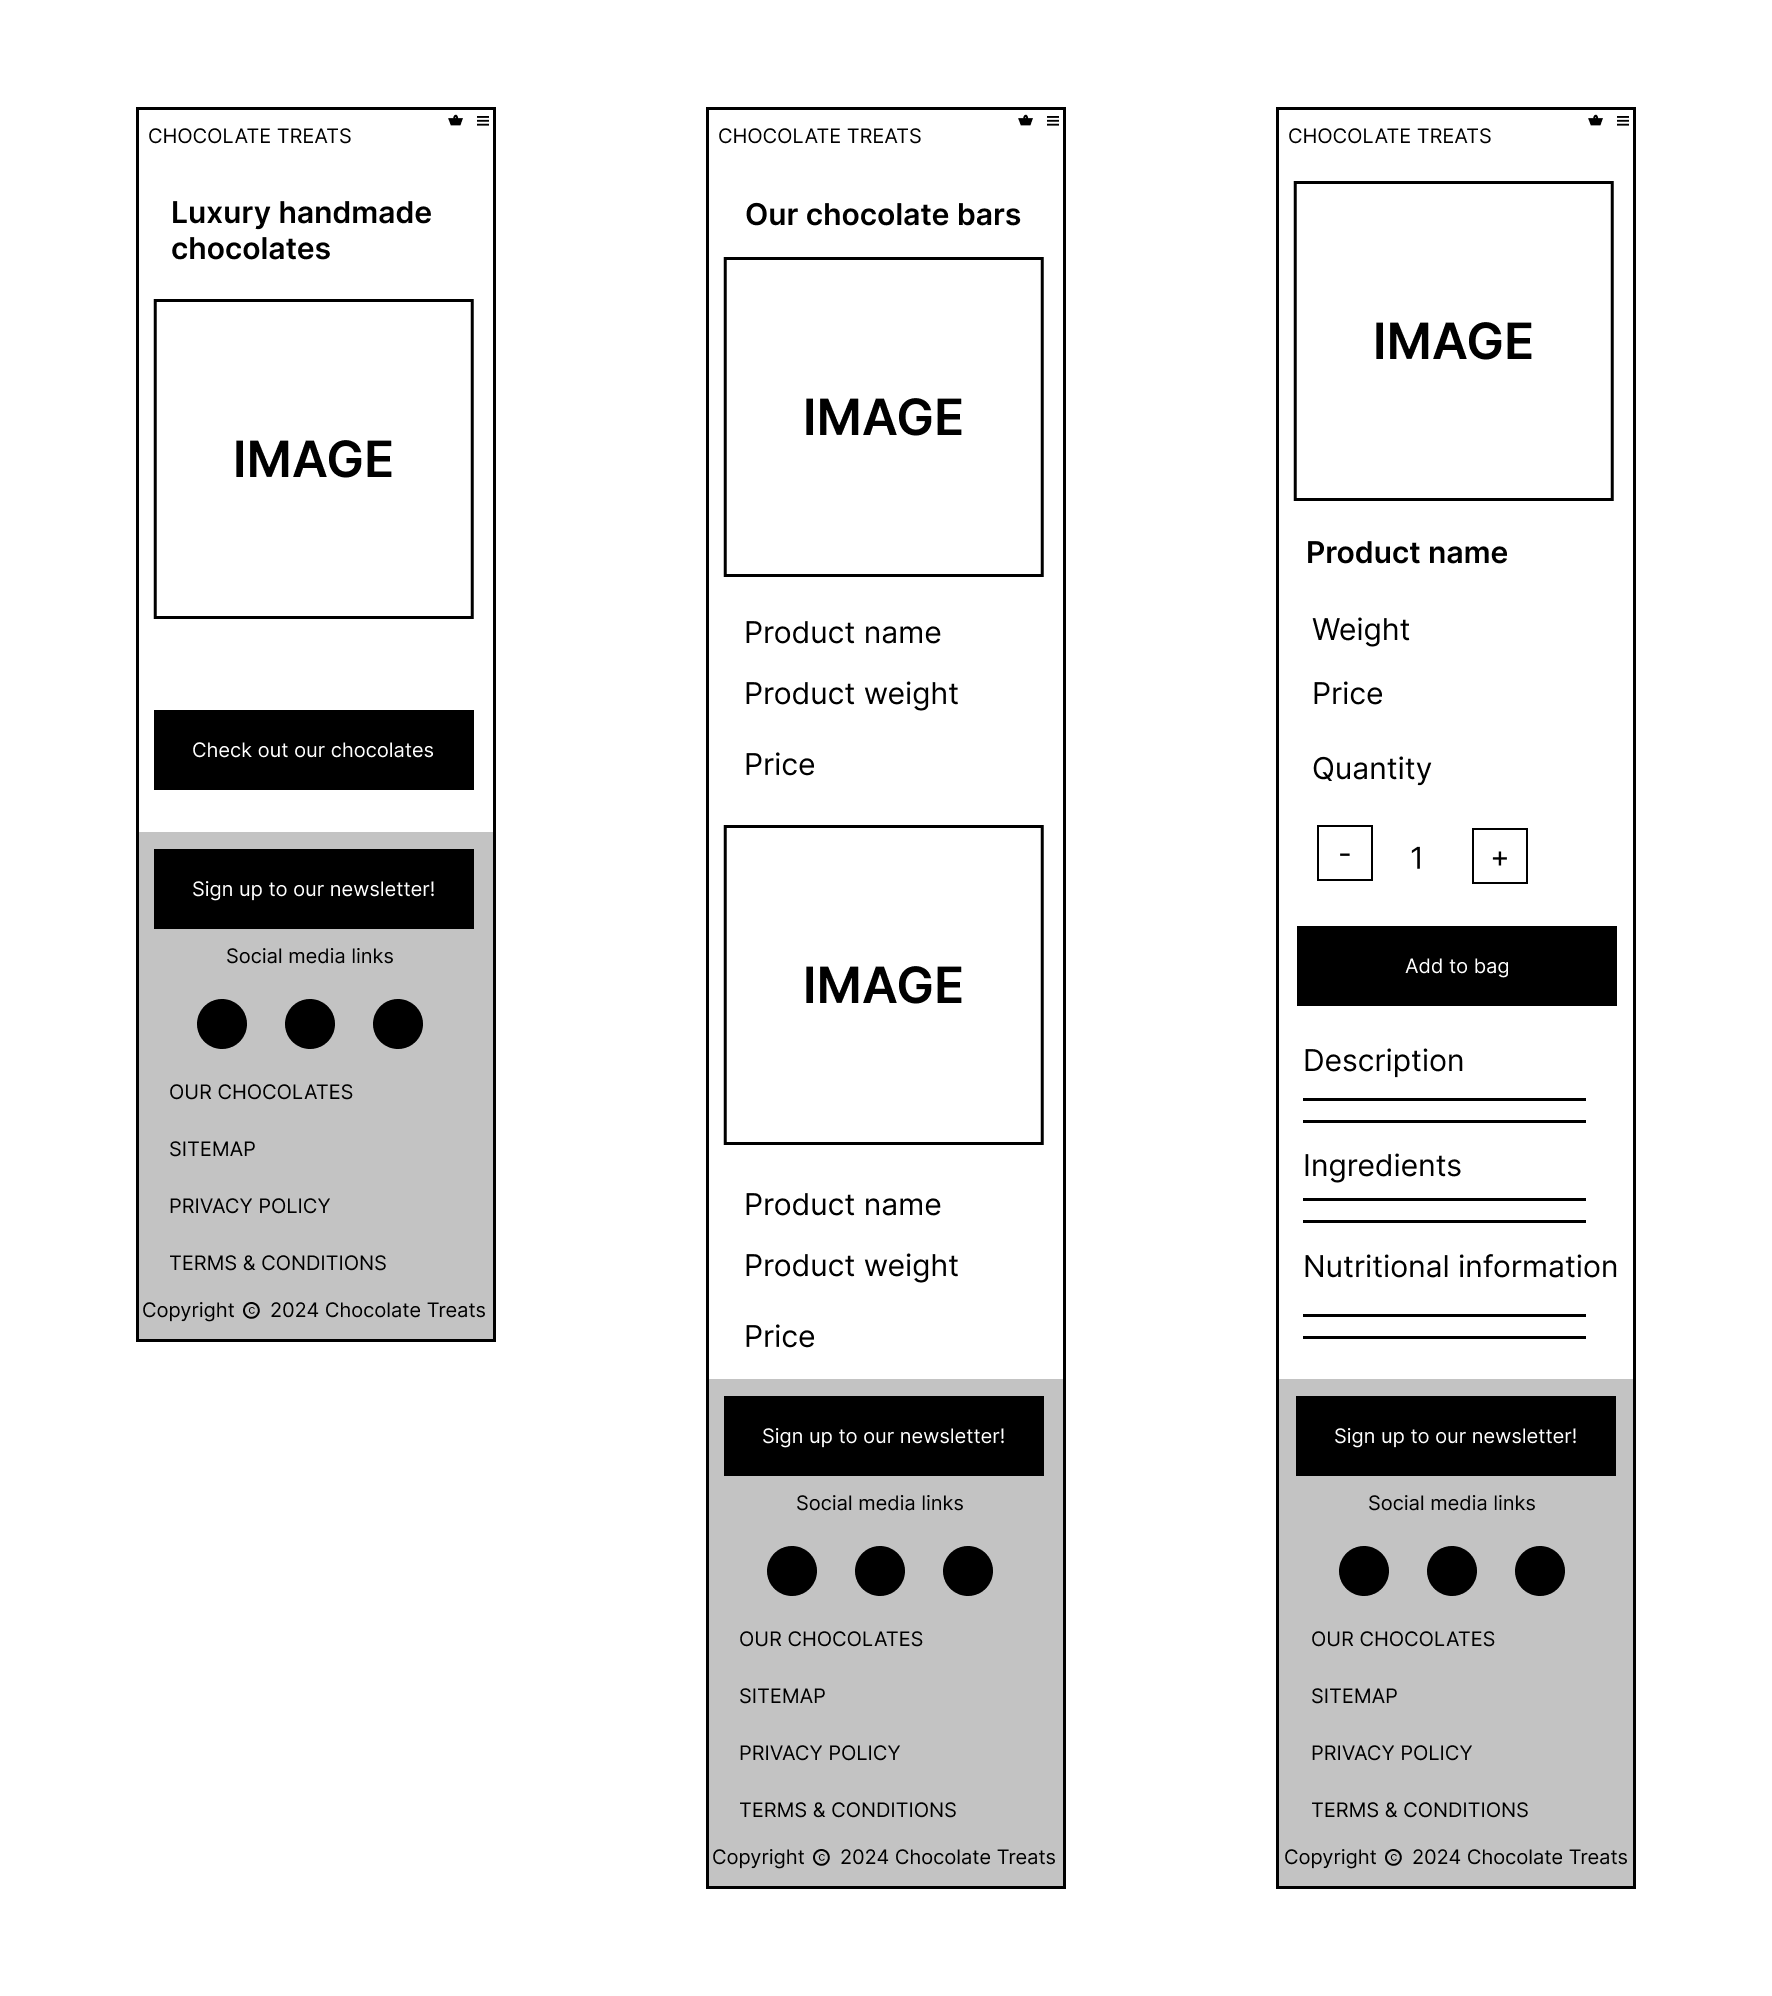 CHOCOLATE TREATS
Luxury handmade
chocolates
IMAGE
Check out our chocolates
Sign up to our newsletter!
Social media links
OUR CHOCOLATES
SITEMAP
PRIVACY POLICY
TERMS & CONDITIONS
Copyright © 2024 Chocolate Treats
CHOCOLATE TREATS
Our chocolate bars
IMAGE
Product name
Product weight
Price
IMAGE
Product name
Product weight
Price
Sign up to our newsletter!
Social media links
OUR CHOCOLATES
SITEMAP
PRIVACY POLICY
TERMS & CONDITIONS
Copyright © 2024 Chocolate Treats
CHOCOLATE TREATS
IMAGE
Product name
Weight
Price
Quantity
- 1 +
Add to bag
Description
Ingredients
Nutritional information
Sign up to our newsletter!
Social media links
OUR CHOCOLATES
SITEMAP
PRIVACY POLICY
TERMS & CONDITIONS
Copyright © 2024 Chocolate Treats